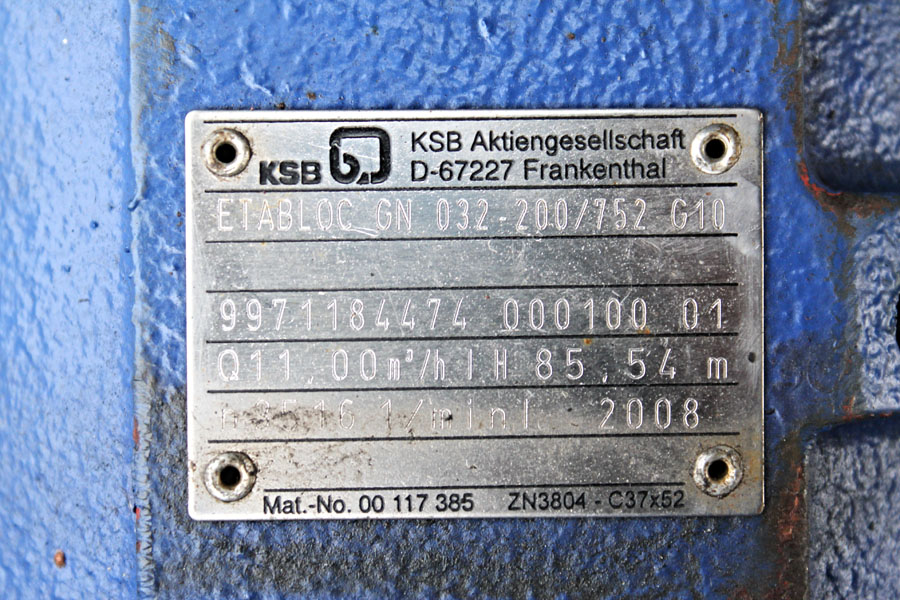 KSB
KSB Aktiengesellschaft
D-67227 Frankenthal
ETABLOC GN 032-200/752 G10
9971184474 000100 01
Q11,00m³/h|H 85,54 m
1/min| 2008
Mat.-No. 00 117 385 ZN3804 - C37x52